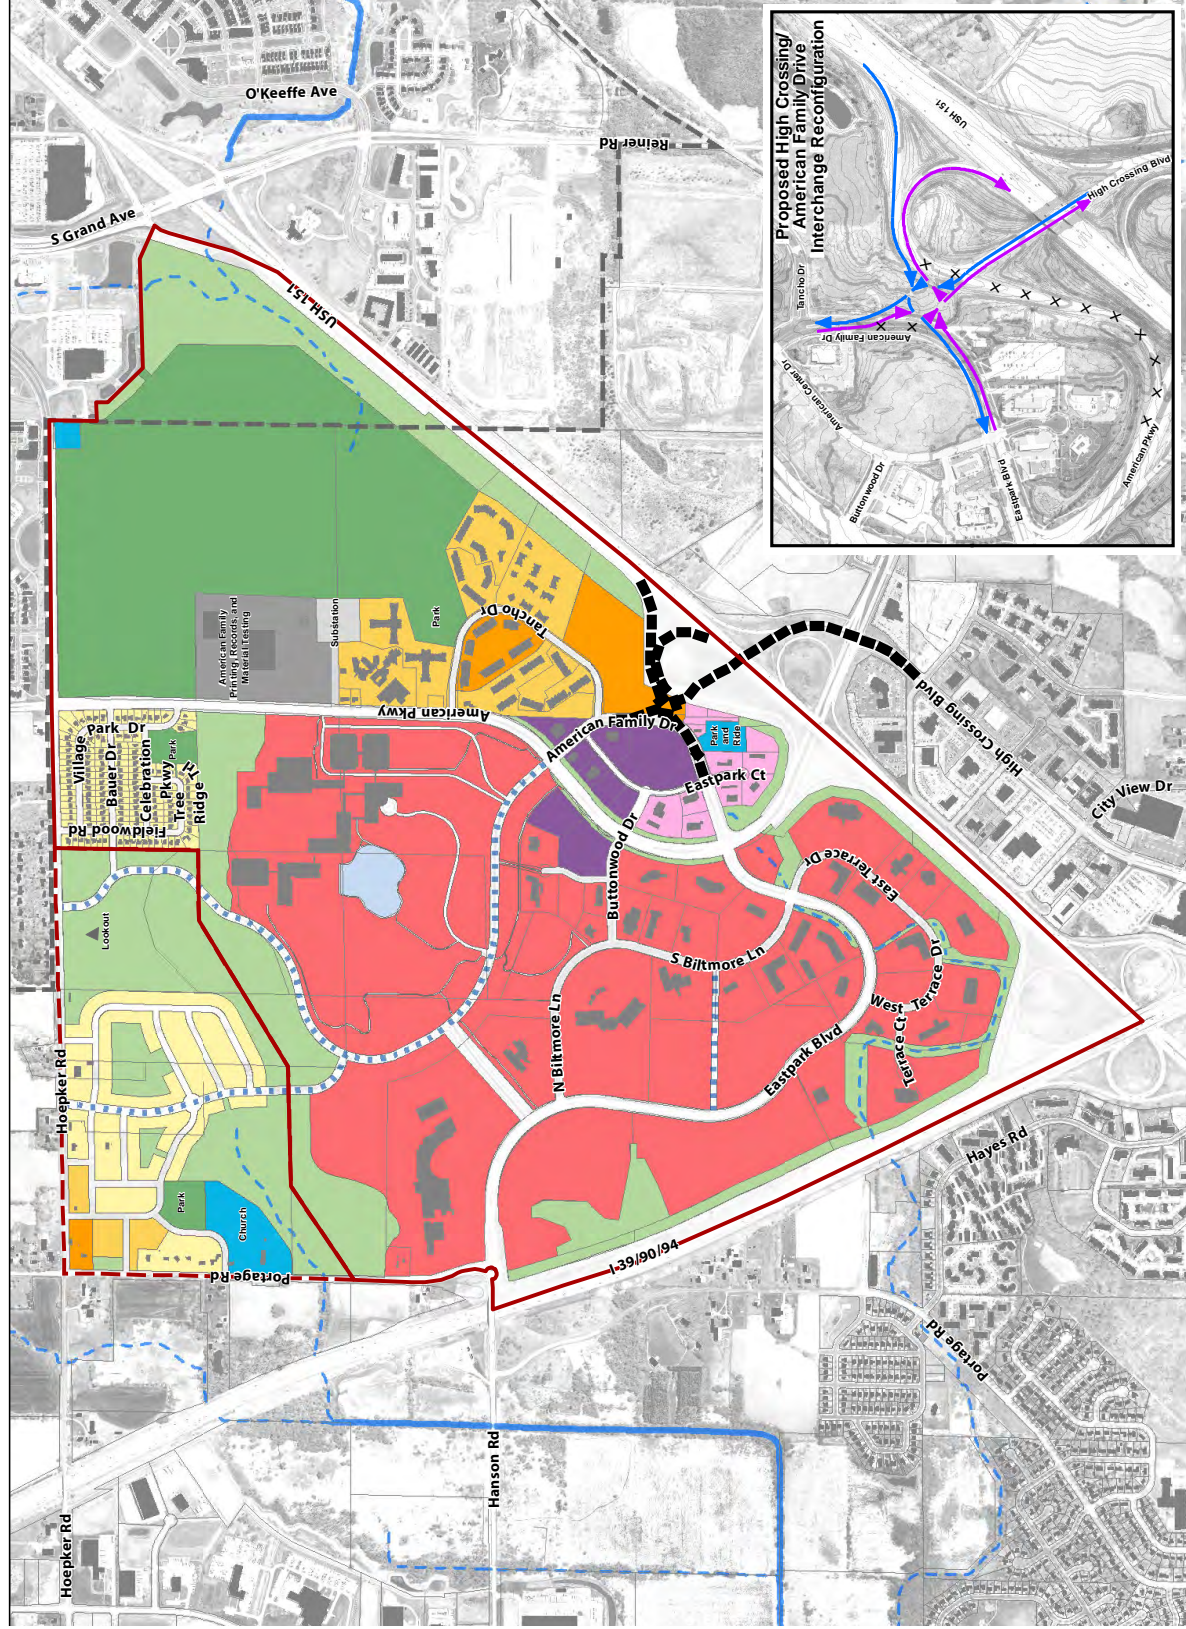 O'Keeffe Ave
S Grand Ave
Reiner Rd
USH 151
Proposed High Crossing/
American Family Drive
Interchange Reconfiguration
USH 151
High Crossing Blvd
Tancho Dr
American Family Dr
American Center Dr
Buttonwood Dr
Eastpark Blvd
American Pkwy
American Family
Printing, Records, and
Material Testing
Substation
Park
Tancho Dr
American Pkwy
American Family Dr
Park
and
Ride
Eastpark Ct
Buttonwood Dr
High Crossing Blvd
High Crossing
City View Dr
Village
Park Dr
Bauer Dr
Celebration
Pkwy
Park
Tree
Ridge
Trl
Fieldwood Rd
Lookout
East Terrace Dr
S Biltmore Ln
N Biltmore Ln
West Terrace Dr
Terrace Ct
Eastpark Blvd
Hoepker Rd
Park
Church
Portage Rd
I-39/90/94
Hayes Rd
Portage Rd
Hanson Rd
Hoepker Rd